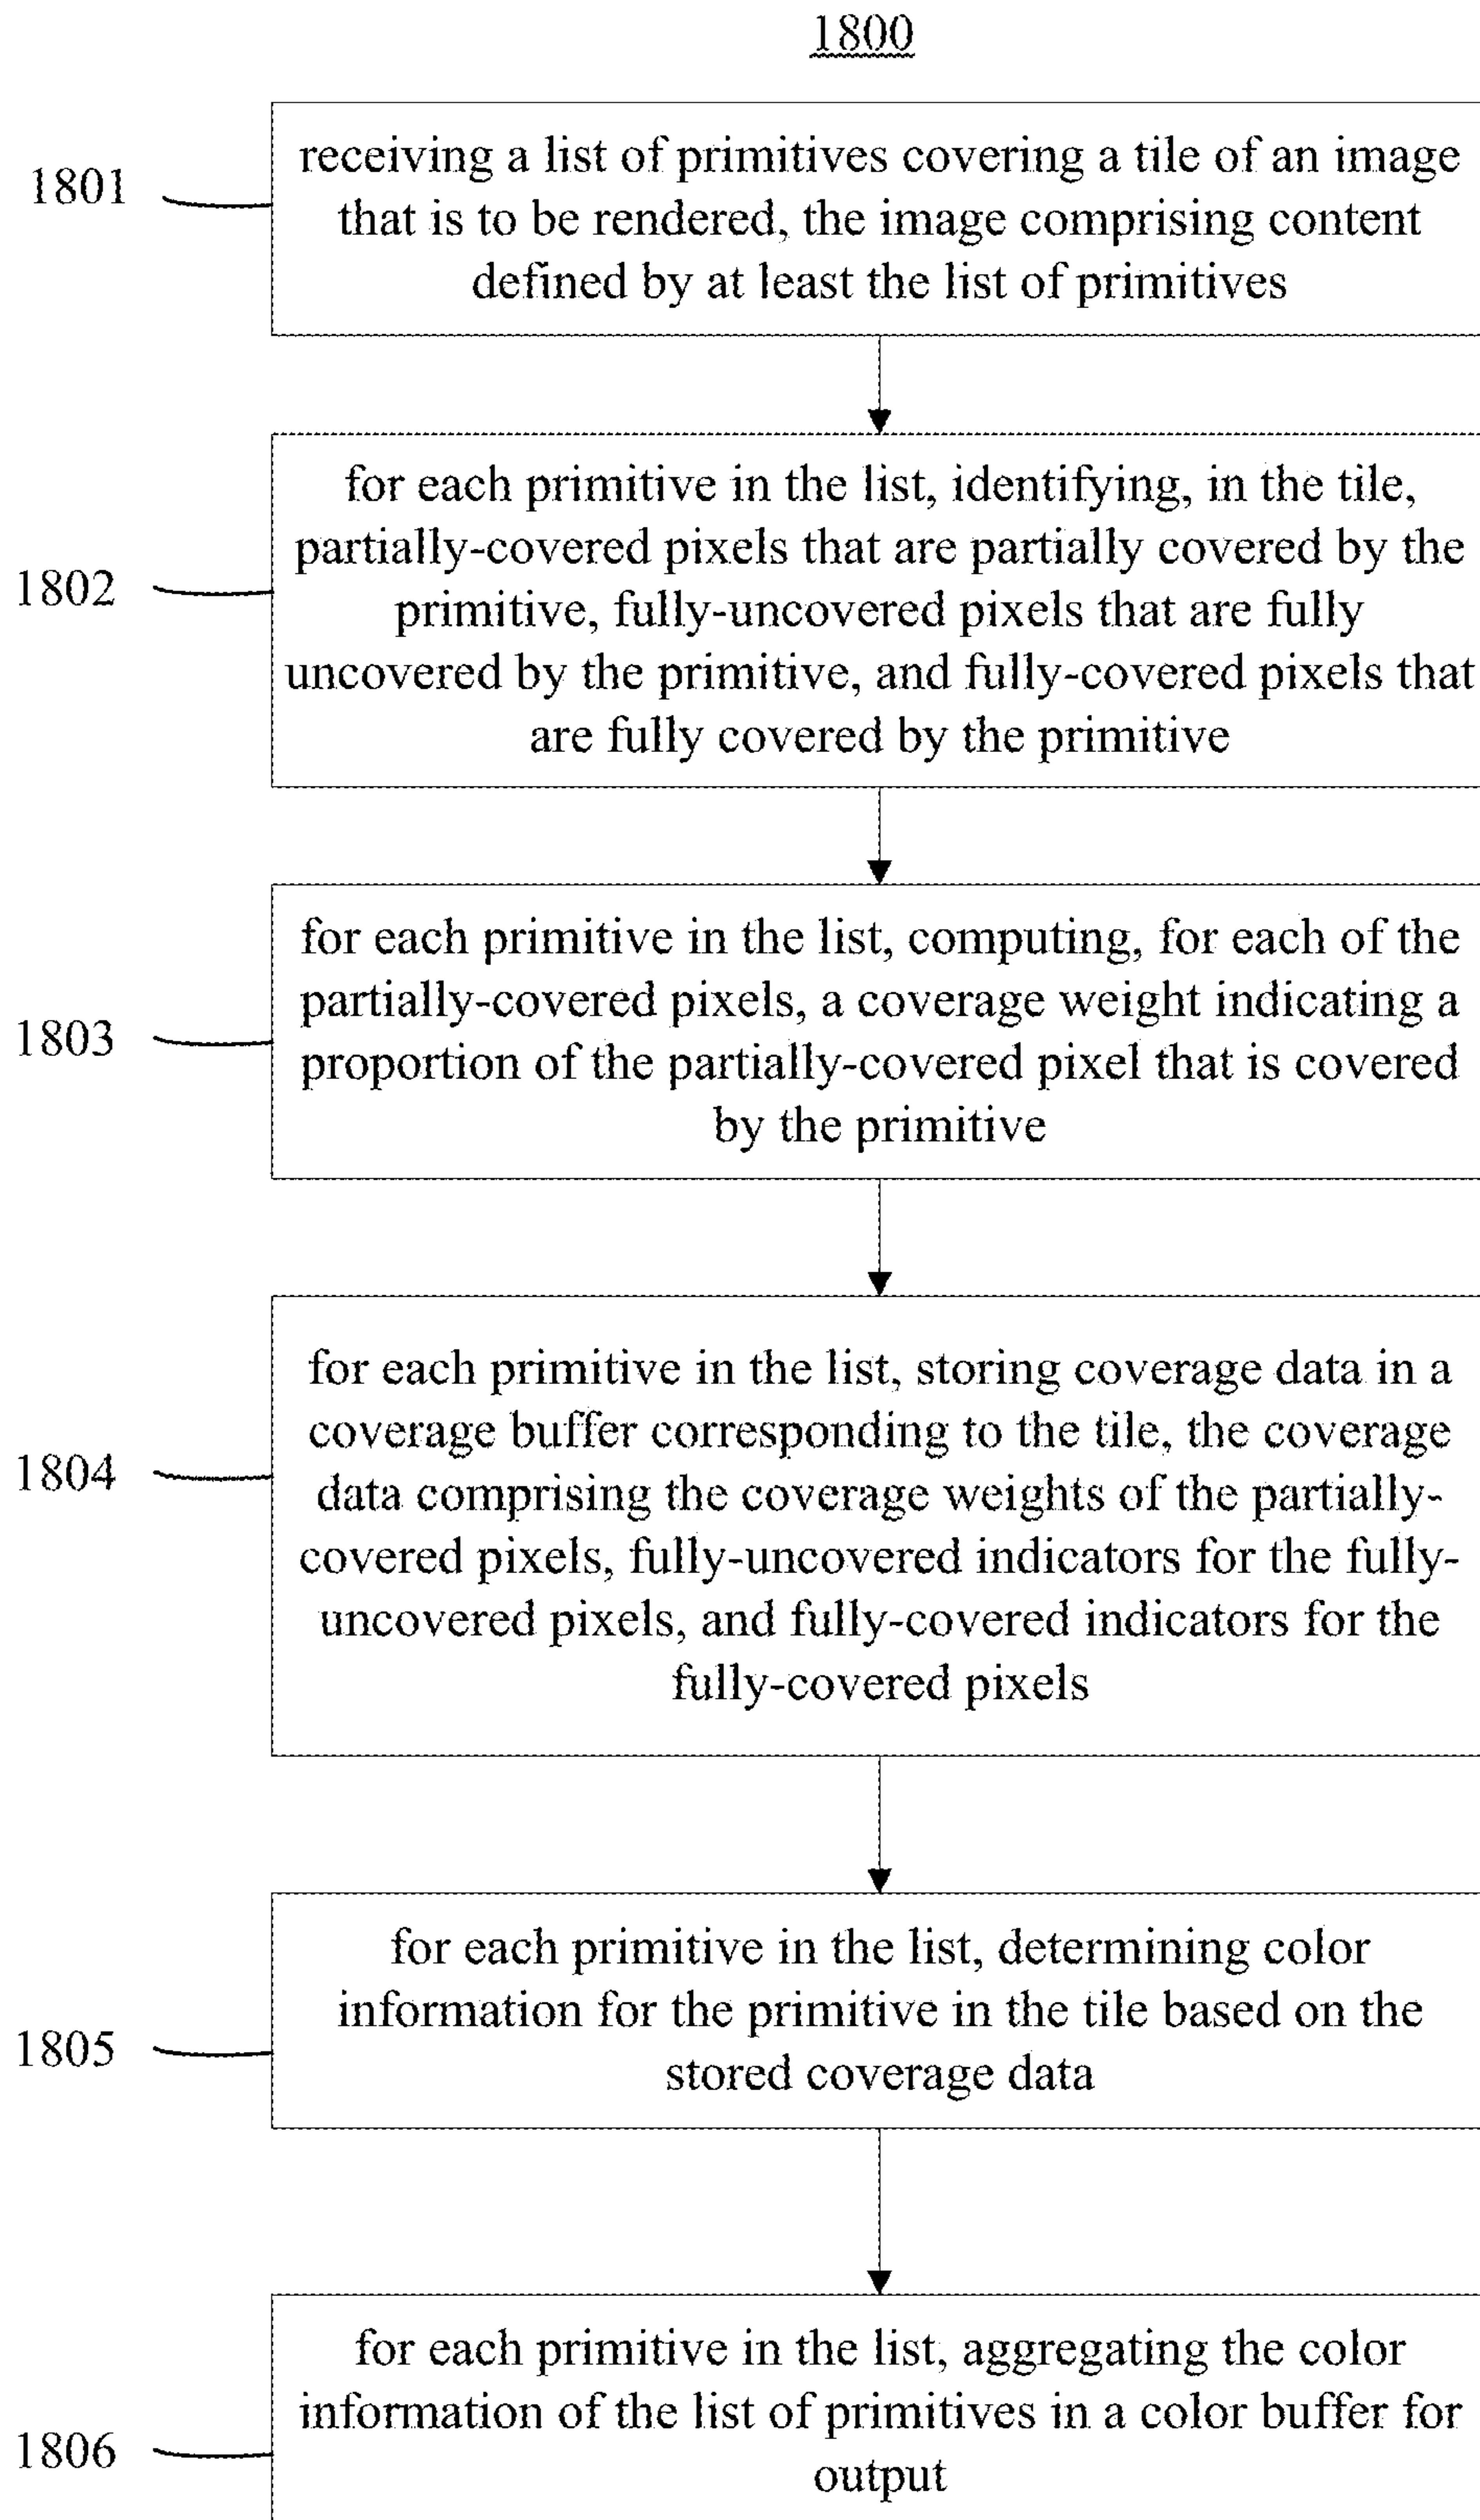 1800
1801
receiving a list of primitives covering a tile of an image
that is to be rendered, the image comprising content
defined by at least the list of primitives
1802
for each primitive in the list, identifying, in the tile,
partially-covered pixels that are partially covered by the
primitive, fully-uncovered pixels that are fully
uncovered by the primitive, and fully-covered pixels that
are fully covered by the primitive
1803
for each primitive in the list, computing, for each of the
partially-covered pixels, a coverage weight indicating a
proportion of the partially-covered pixel that is covered
by the primitive
1804
for each primitive in the list, storing coverage data in a
coverage buffer corresponding to the tile, the coverage
data comprising the coverage weights of the partially-
covered pixels, fully-uncovered indicators for the fully-
uncovered pixels, and fully-covered indicators for the
fully-covered pixels
1805
for each primitive in the list, determining color
information for the primitive in the tile based on the
stored coverage data
1806
for each primitive in the list, aggregating the color
information of the list of primitives in a color buffer for
output